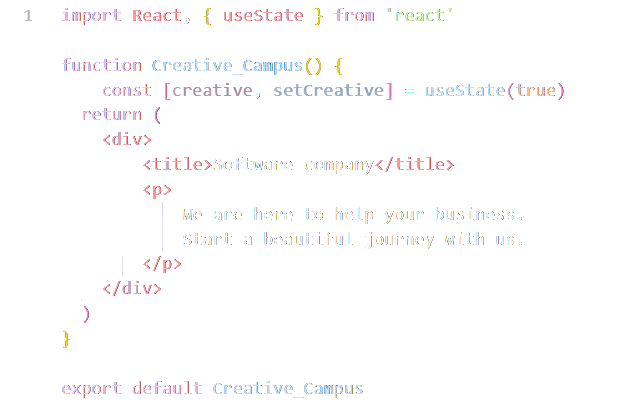 1 import React, { useState } from 'react'
function Creative_Campus() {
const [creative, setCreative] = useState(true)
return (
<div>
<title>Software company</title>
<p>
We are here to help your business.
Start a beautiful journey with us.
</p>
</div>
)
}
export default Creative_Campus